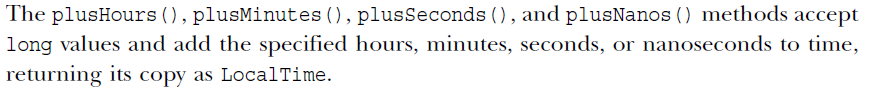 The plusHours(), plusMinutes(), plusSeconds(), and plusNanos() methods accept
long values and add the specified hours, minutes, seconds, or nanoseconds to time,
returning its copy as LocalTime.